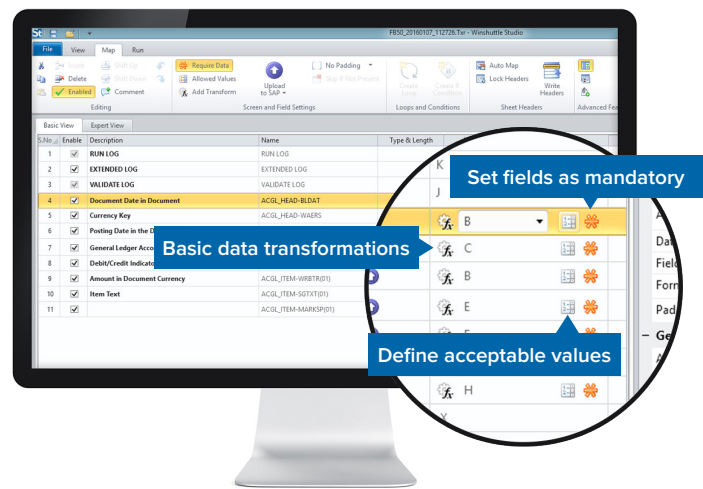 St
FB50_20160107_112726.Txr - Winshuttle Studio
File View Map Run
Insert Shift Up
Delete Shift Down
Enabled Comment
Editing
Require Data
Allowed Values
Add Transform
Upload to SAP
No Padding
Skip If Not Present
Screen and Field Settings
Create Loop
Create If Condition
Loops and Conditions
Auto Map
Lock Headers
Write Headers
Sheet Headers
Advanced Fea
Basic View Expert View
S.No Enable Description Name Type & Length
1 RUN LOG RUN LOG
2 EXTENDED LOG EXTENDED LOG
3 VALIDATE LOG VALIDATE LOG
4 Document Date in Document ACGL_HEAD-BLDAT
5 Currency Key ACGL_HEAD-WAERS
6 Posting Date in the D
7 General Ledger Acco
8 Debit/Credit Indicato
9 Amount in Document Currency ACGL_ITEM-WRBTR(01)
10 Item Text ACGL_ITEM-SGTXT(01)
11 ACGL_ITEM-MARKSP(01)
Set fields as mandatory
Basic data transformations
Define acceptable values
K
J
fx B
fx C
fx B
fx E
fx H
Dat
Field
Form
Pad
Ge